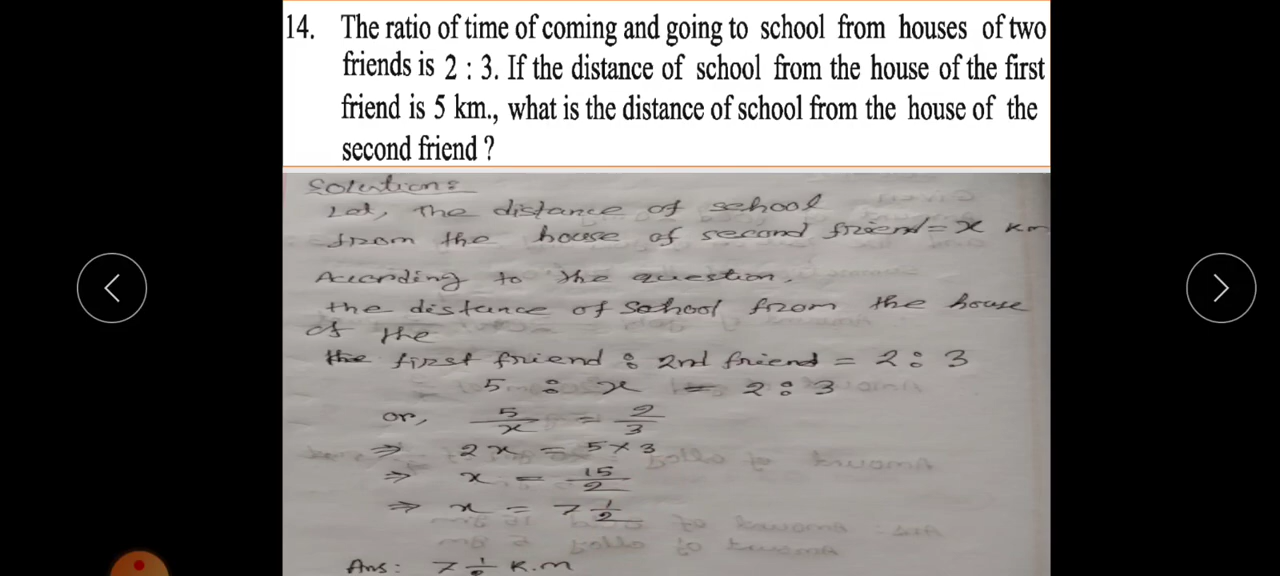 14. The ratio of time of coming and going to school from houses of two
friends is 2 : 3. If the distance of school from the house of the first
friend is 5 km., what is the distance of school from the house of the
second friend ?
Solution:
Let, The distance of school
from the house of second friend = x km
According to the question,
the distance of school from the house
of the
the first friend : 2nd friend = 2 : 3
5 : x = 2 : 3
or, 5/x = 2/3
⇒ 2x = 5 × 3
⇒ x = 15/2
⇒ x = 7 1/2
Ans: 7 1/2 K.m